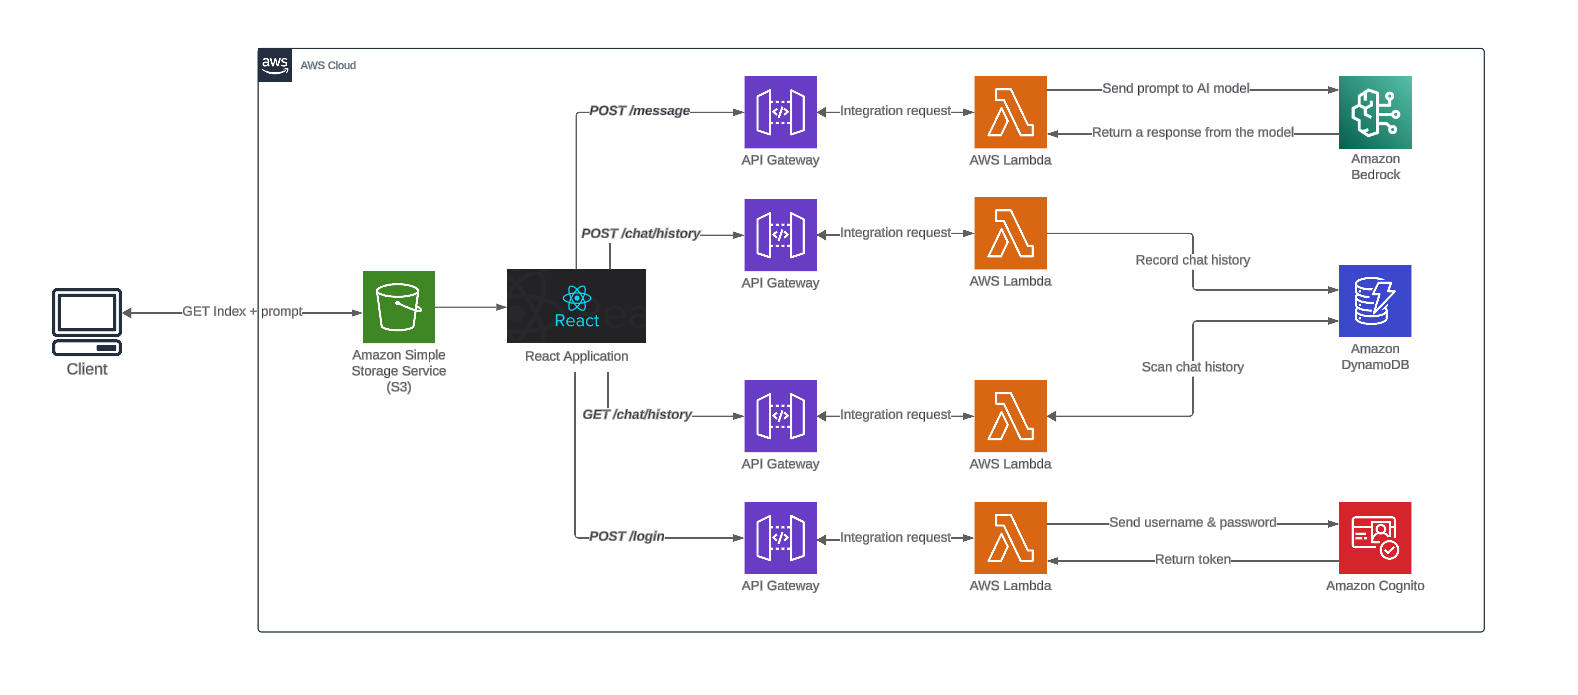 aws
AWS Cloud
POST /message
API Gateway
Integration request
AWS Lambda
Send prompt to AI model
Return a response from the model
Amazon
Bedrock
POST /chat/history
API Gateway
Integration request
AWS Lambda
Record chat history
Client
GET Index + prompt
Amazon Simple
Storage Service
(S3)
React
React Application
Amazon
DynamoDB
Scan chat history
GET /chat/history
API Gateway
Integration request
AWS Lambda
POST /login
API Gateway
Integration request
AWS Lambda
Send username & password
Return token
Amazon Cognito